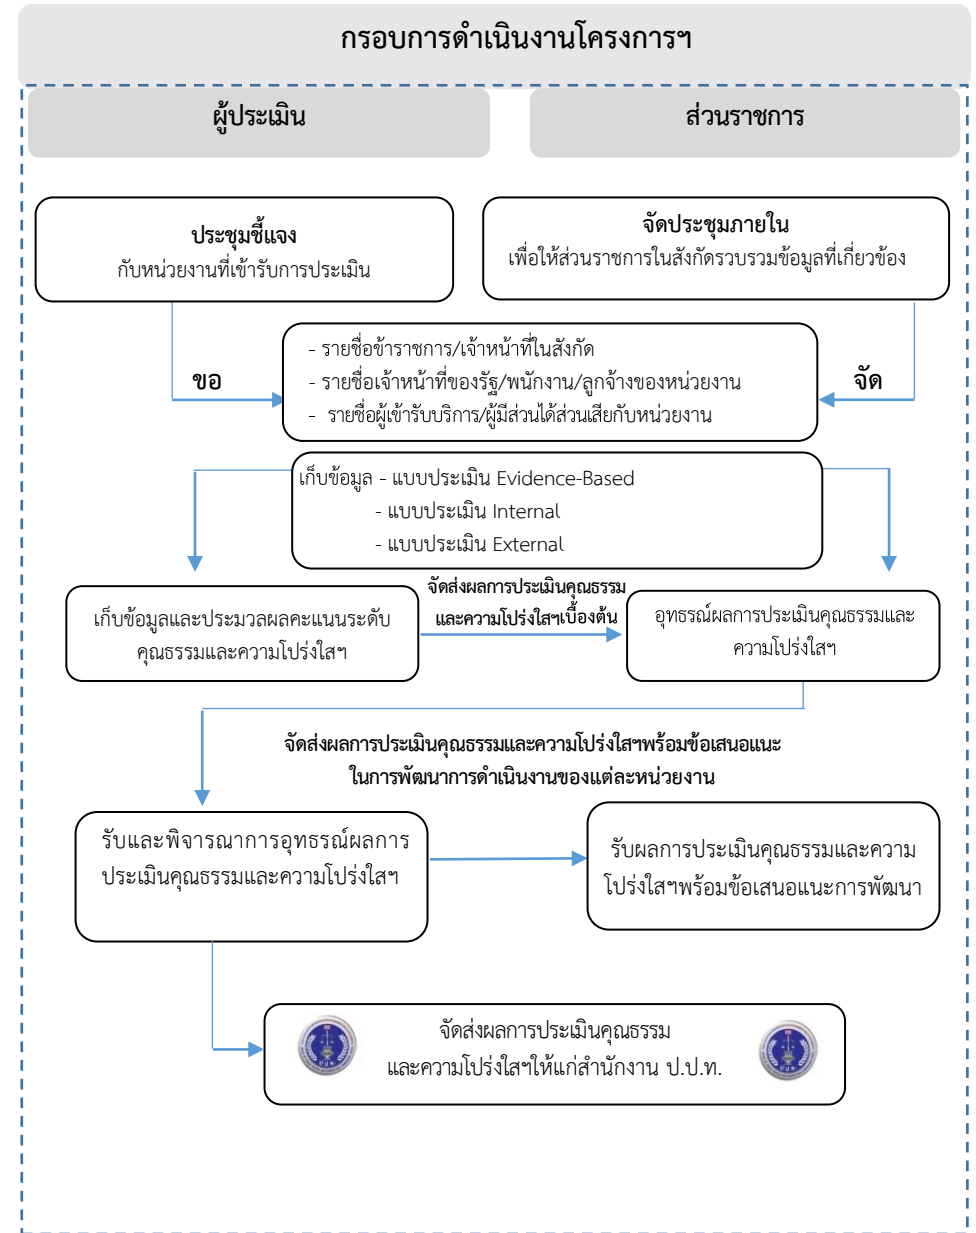 กรอบการดำเนินงานโครงการฯ
ผู้ประเมิน
ส่วนราชการ
ประชุมชี้แจง
กับหน่วยงานที่เข้ารับการประเมิน
จัดประชุมภายใน
เพื่อให้ส่วนราชการในสังกัดรวบรวมข้อมูลที่เกี่ยวข้อง
ขอ
- รายชื่อข้าราชการ/เจ้าหน้าที่ในสังกัด
- รายชื่อเจ้าหน้าที่ของรัฐ/พนักงาน/ลูกจ้างของหน่วยงาน
- รายชื่อผู้เข้ารับบริการ/ผู้มีส่วนได้ส่วนเสียกับหน่วยงาน
จัด
เก็บข้อมูล - แบบประเมิน Evidence-Based
- แบบประเมิน Internal
- แบบประเมิน External
เก็บข้อมูลและประมวลผลคะแนนระดับ
คุณธรรมและความโปร่งใสฯ
จัดส่งผลการประเมินคุณธรรม
และความโปร่งใสฯเบื้องต้น
อุทธรณ์ผลการประเมินคุณธรรมและ
ความโปร่งใสฯ
จัดส่งผลการประเมินคุณธรรมและความโปร่งใสฯพร้อมข้อเสนอแนะ
ในการพัฒนาการดำเนินงานของแต่ละหน่วยงาน
รับและพิจารณาการอุทธรณ์ผลการ
ประเมินคุณธรรมและความโปร่งใสฯ
รับผลการประเมินคุณธรรมและความ
โปร่งใสฯพร้อมข้อเสนอแนะการพัฒนา
จัดส่งผลการประเมินคุณธรรม
และความโปร่งใสฯให้แก่สำนักงาน ป.ป.ท.